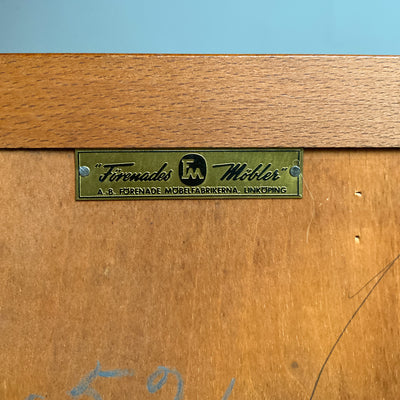 "Förenades FM Möbler"
A.-B. FÖRENADE MÖBELFABRIKERNA, LINKÖPING